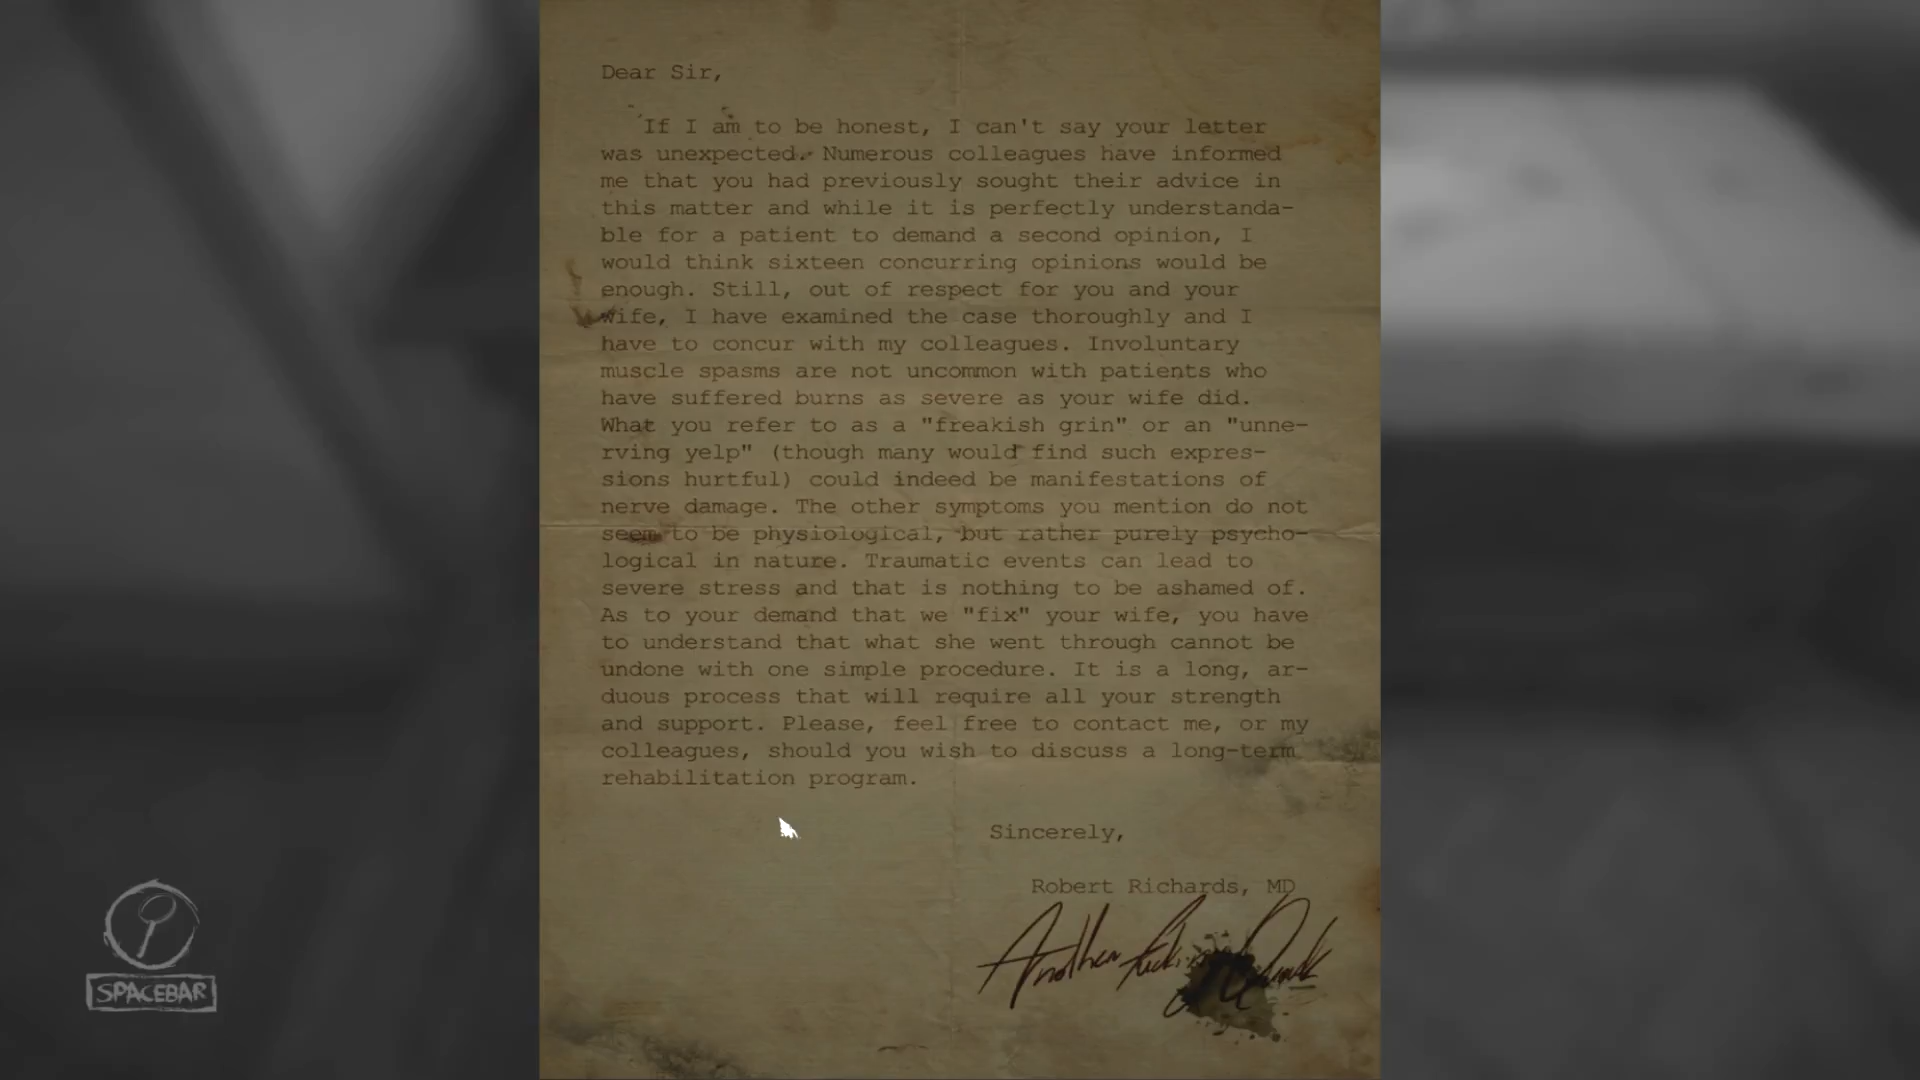 Dear Sir,
If I am to be honest, I can't say your letter
was unexpected. Numerous colleagues have informed
me that you had previously sought their advice in
this matter and while it is perfectly understanda-
ble for a patient to demand a second opinion, I
would think sixteen concurring opinions would be
enough. Still, out of respect for you and your
wife, I have examined the case thoroughly and I
have to concur with my colleagues. Involuntary
muscle spasms are not uncommon with patients who
have suffered burns as severe as your wife did.
What you refer to as a "freakish grin" or an "unne-
rving yelp" (though many would find such expres-
sions hurtful) could indeed be manifestations of
nerve damage. The other symptoms you mention do not
seem to be physiological, but rather purely psycho-
logical in nature. Traumatic events can lead to
severe stress and that is nothing to be ashamed of.
As to your demand that we "fix" your wife, you have
to understand that what she went through cannot be
undone with one simple procedure. It is a long, ar-
duous process that will require all your strength
and support. Please, feel free to contact me, or my
colleagues, should you wish to discuss a long-term
rehabilitation program.
Sincerely,
Robert Richards, MD
Another
SPACEBAR